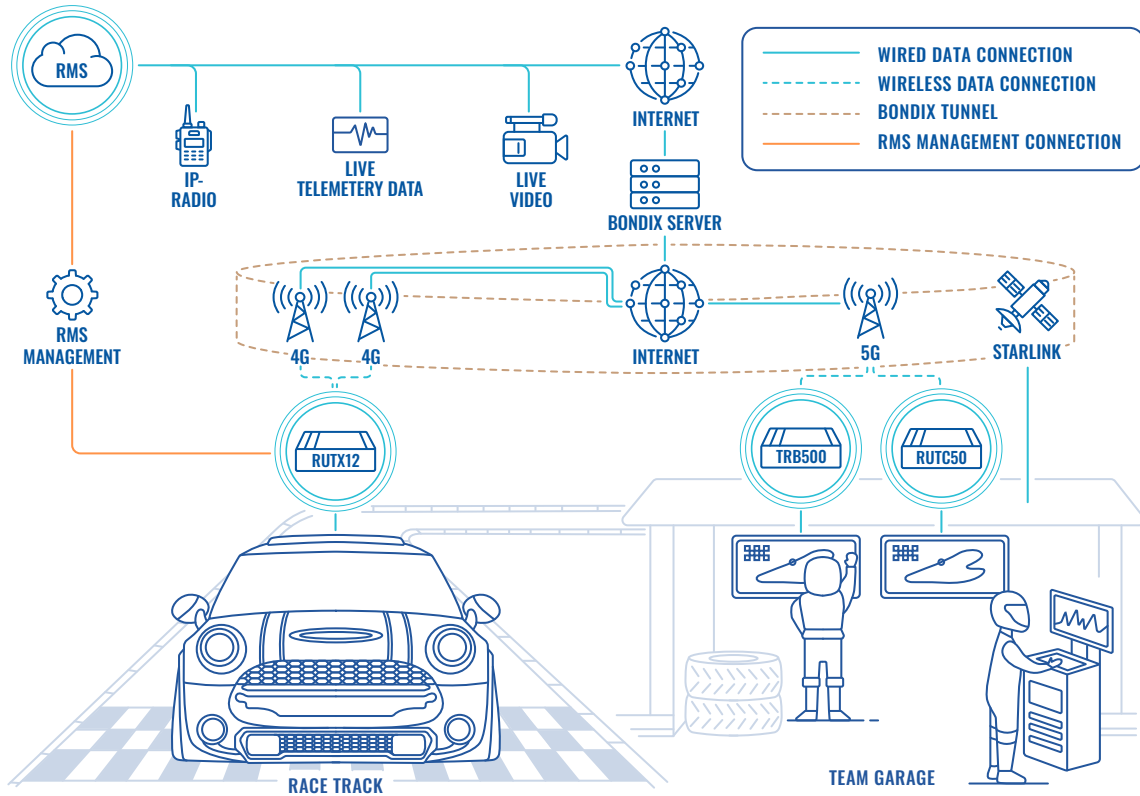 RMS
IP-
RADIO
LIVE
TELEMETERY DATA
LIVE
VIDEO
INTERNET
WIRED DATA CONNECTION
WIRELESS DATA CONNECTION
BONDIX TUNNEL
RMS MANAGEMENT CONNECTION
BONDIX SERVER
RMS
MANAGEMENT
4G
4G
INTERNET
5G
STARLINK
RUTX12
TRB500
RUTC50
RACE TRACK
TEAM GARAGE